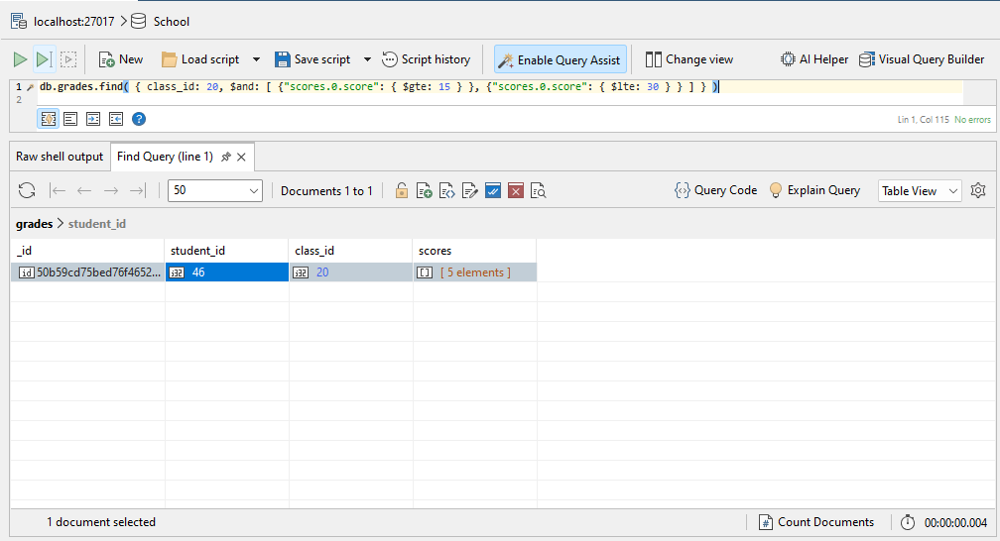 localhost:27017 School
New Load script Save script Script history Enable Query Assist Change view AI Helper Visual Query Builder
1 db.grades.find( { class_id: 20, $and: [ {"scores.0.score": { $gte: 15 } }, {"scores.0.score": { $lte: 30 } } ] } )
2
Lin 1, Col 115 No errors
Raw shell output Find Query (line 1)
50 Documents 1 to 1 Query Code Explain Query Table View
grades > student_id
_id student_id class_id scores
id 50b59cd75bed76f4652... i32 46 i32 20 [ 5 elements ]
1 document selected Count Documents 00:00:00.004